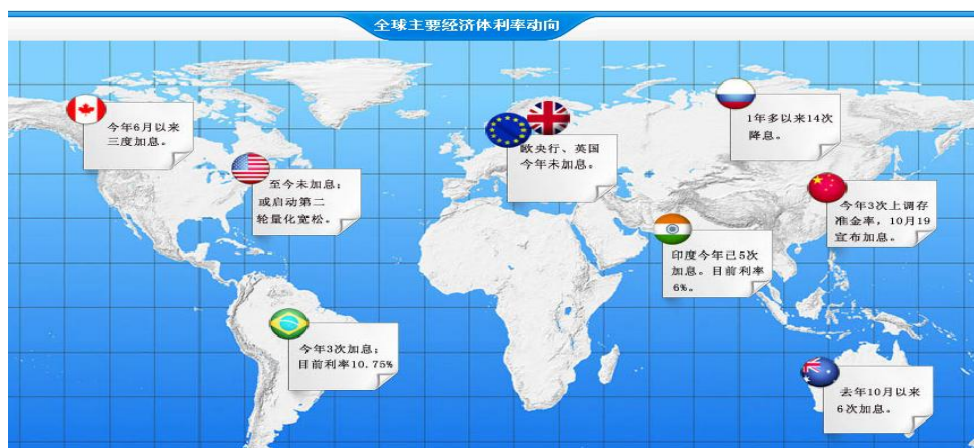 全球主要经济体利率动向
今年6月以来
三度加息。
至今未加息；
或启动第二
轮量化宽松。
欧央行、英国
今年未加息。
1年多以来14次
降息。
今年3次上调存
准金率，10月19
宣布加息。
印度今年已5次
加息。目前利率
6%。
今年3次加息；
目前利率10.75%
去年10月以来
6次加息。